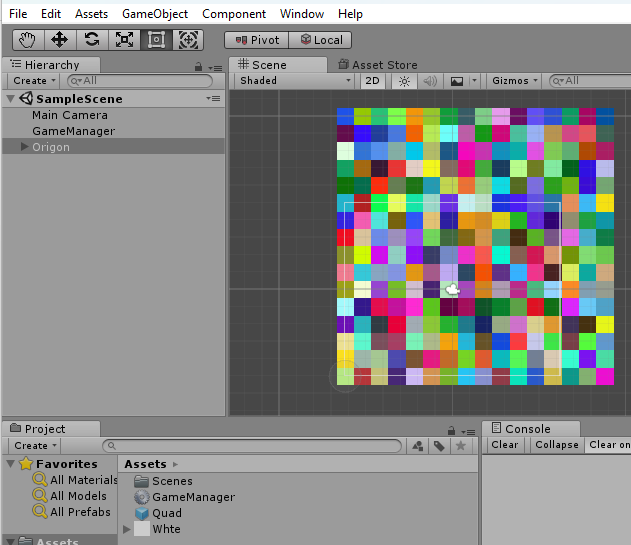 File Edit Assets GameObject Component Window Help
Pivot Local
Hierarchy
Create All
SampleScene
Main Camera
GameManager
Origon
Scene Asset Store
Shaded 2D Gizmos All
Project
Create
Favorites
All Materials
All Models
All Prefabs
Assets
Assets
Scenes
GameManager
Quad
Whte
Console
Clear Collapse Clear on